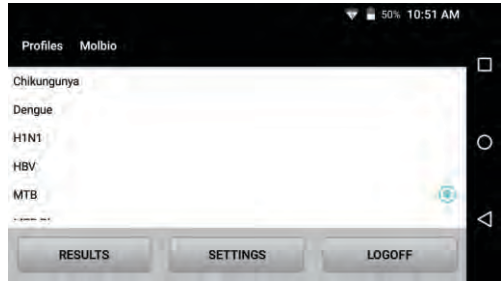 50% 10:51 AM
Profiles Molbio
Chikungunya
Dengue
H1N1
HBV
MTB
RESULTS SETTINGS LOGOFF